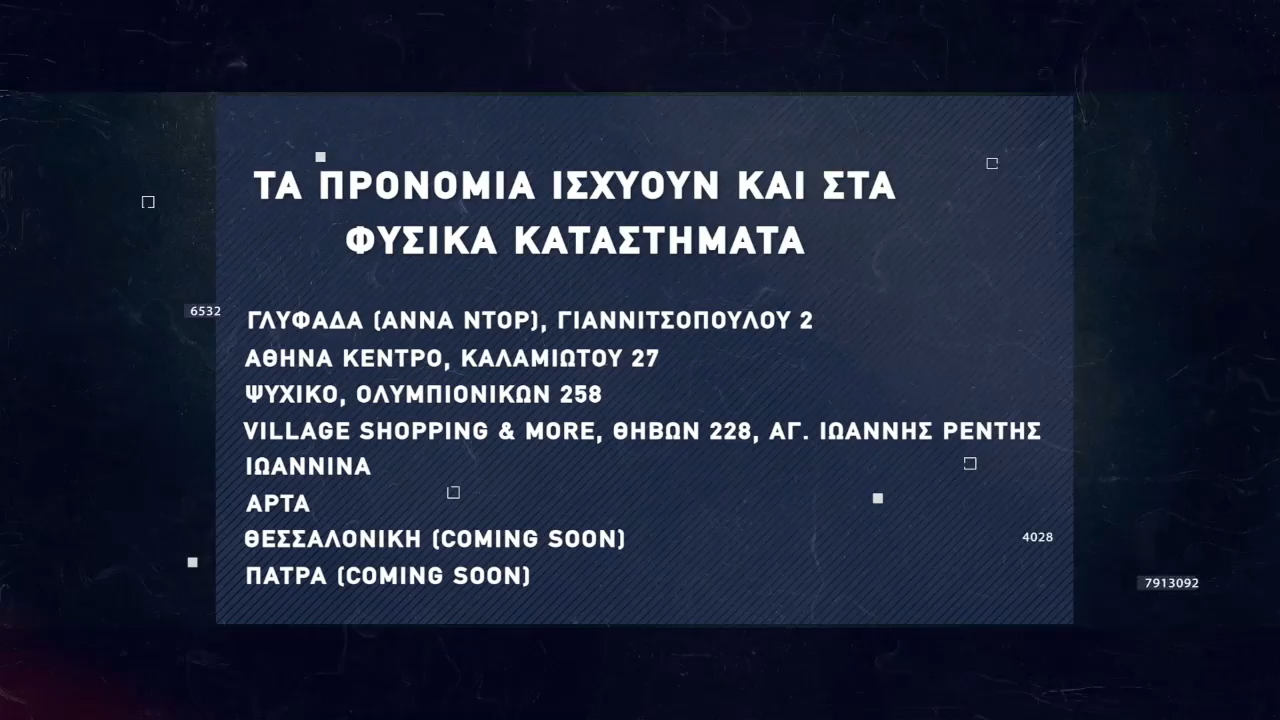 ΤΑ ΠΡΟΝΟΜΙΑ ΙΣΧΥΟΥΝ ΚΑΙ ΣΤΑ
ΦΥΣΙΚΑ ΚΑΤΑΣΤΗΜΑΤΑ
6532
ΓΛΥΦΑΔΑ (ΑΝΝΑ ΝΤΟΡ), ΓΙΑΝΝΙΤΣΟΠΟΥΛΟΥ 2
ΑΘΗΝΑ ΚΕΝΤΡΟ, ΚΑΛΑΜΙΩΤΟΥ 27
ΨΥΧΙΚΟ, ΟΛΥΜΠΙΟΝΙΚΩΝ 258
VILLAGE SHOPPING & MORE, ΘΗΒΩΝ 228, ΑΓ. ΙΩΑΝΝΗΣ ΡΕΝΤΗΣ
ΙΩΑΝΝΙΝΑ
ΑΡΤΑ
ΘΕΣΣΑΛΟΝΙΚΗ (COMING SOON)
4028
ΠΑΤΡΑ (COMING SOON)
7913092